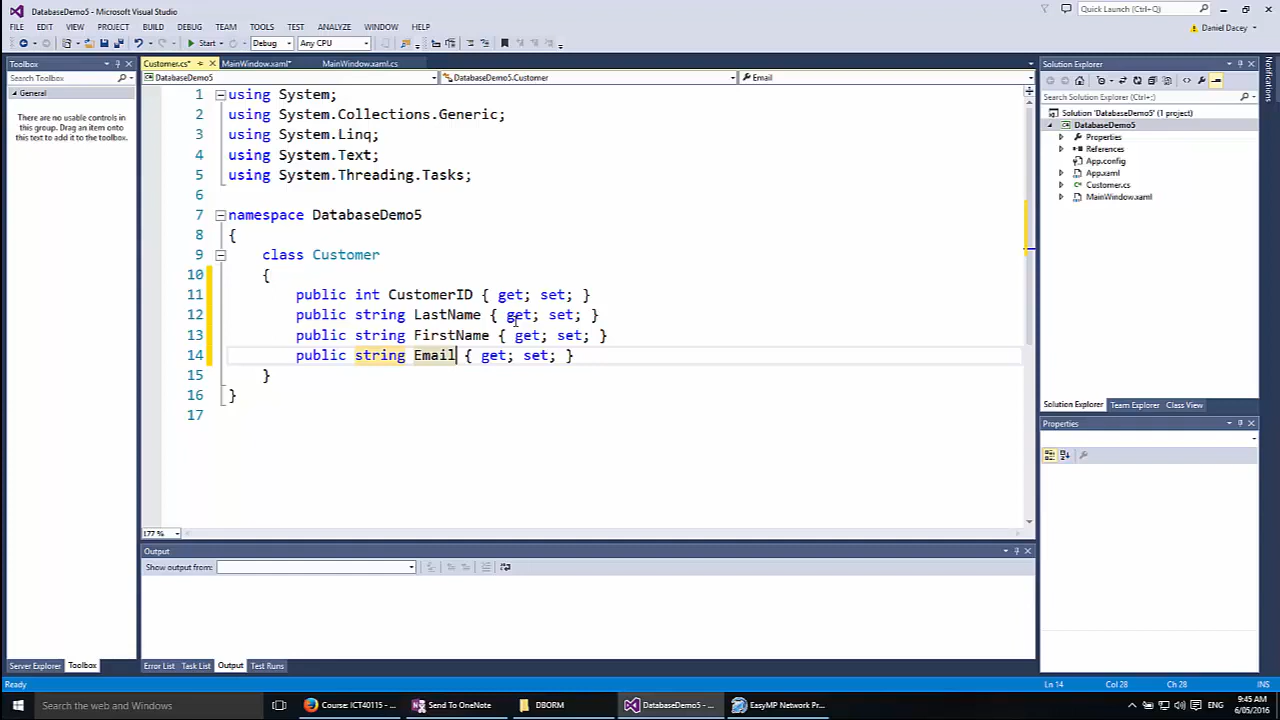 DatabaseDemo5 - Microsoft Visual Studio
Quick Launch (Ctrl+Q)
FILE EDIT VIEW PROJECT BUILD DEBUG TEAM TOOLS TEST ANALYZE WINDOW HELP
Daniel Dacey
Start Debug Any CPU
Toolbox
Search Toolbox
General
There are no usable controls in
this group. Drag an item onto
this text to add it to the toolbox.
Customer.cs* MainWindow.xaml* MainWindow.xaml.cs
DatabaseDemo5 DatabaseDemo5.Customer Email
1 using System;
2 using System.Collections.Generic;
3 using System.Linq;
4 using System.Text;
5 using System.Threading.Tasks;
6
7 namespace DatabaseDemo5
8 {
9 class Customer
10 {
11 public int CustomerID { get; set; }
12 public string LastName { get; set; }
13 public string FirstName { get; set; }
14 public string Email { get; set; }
15 }
16 }
17
177 %
Output
Show output from:
Solution Explorer
Search Solution Explorer (Ctrl+;)
Solution 'DatabaseDemo5' (1 project)
DatabaseDemo5
Properties
References
App.config
App.xaml
Customer.cs
MainWindow.xaml
Solution Explorer Team Explorer Class View
Properties
Notifications
Server Explorer Toolbox
Error List Task List Output Test Runs
Ready
Ln 14 Col 28 Ch 28 INS
Search the web and Windows
Course: ICT40115 - ...
Send To OneNote
DBORM
DatabaseDemo5 - ...
EasyMP Network Pr...
ENG
9:45 AM
6/05/2016